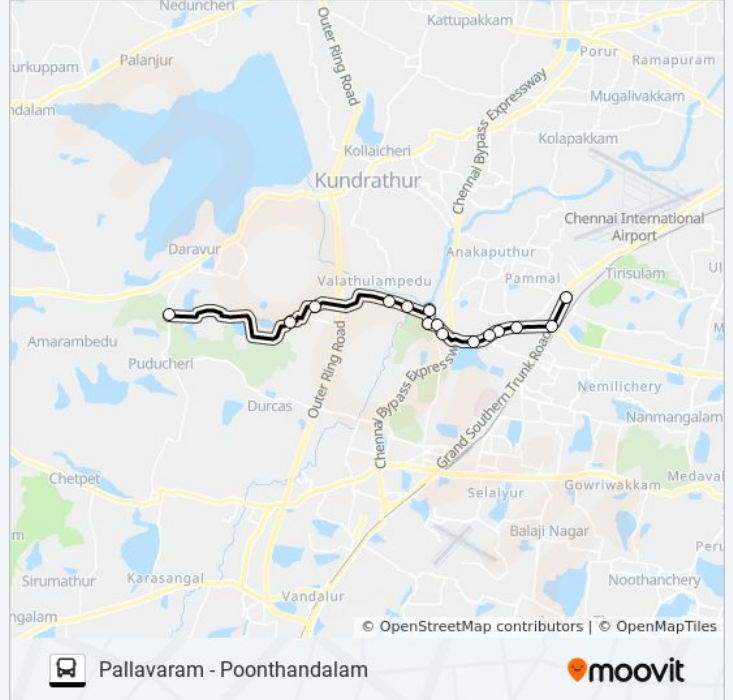 Neduncheri
Outer Ring Road
Kattupakkam
Palanjur
Porur
Ramapuram
urkuppam
Mugalivakkam
ndalam
Chennai Bypass Expressway
Kolapakkam
Kollaicheri
Kundrathur
Chennai International
Airport
Daravur
Anakaputhur
Pammal
Tirisulam
Ul
Valathulampedu
Amarambedu
Puducheri
Outer Ring Road
Chennai Bypass Expressway
Grand Southern Trunk Road
Nemilichery
Durcas
Nanmangalam
Chetpet
Medaval
Selaiyur
Gowriwakkam
Balaji Nagar
m
Peru
Sirumathur
Karasangal
Noothanchery
Vandalur
ngalam
© OpenStreetMap contributors | © OpenMapTiles
Pallavaram - Poonthandalam
moovit